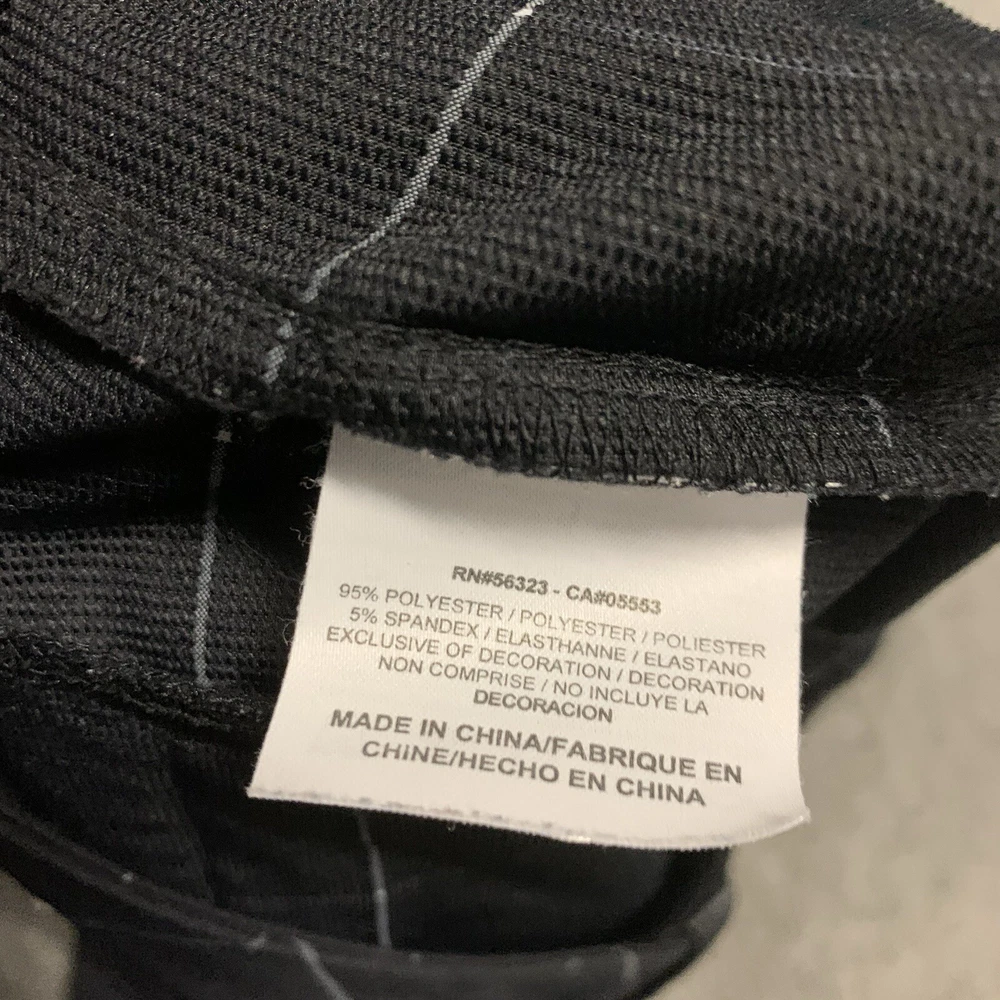 RN#56323 - CA#05553
95% POLYESTER / POLYESTER / POLIESTER
5% SPANDEX / ELASTHANNE / ELASTANO
EXCLUSIVE OF DECORATION / DECORATION
NON COMPRISE / NO INCLUYE LA
DECORACION
MADE IN CHINA/FABRIQUE EN
CHINE/HECHO EN CHINA